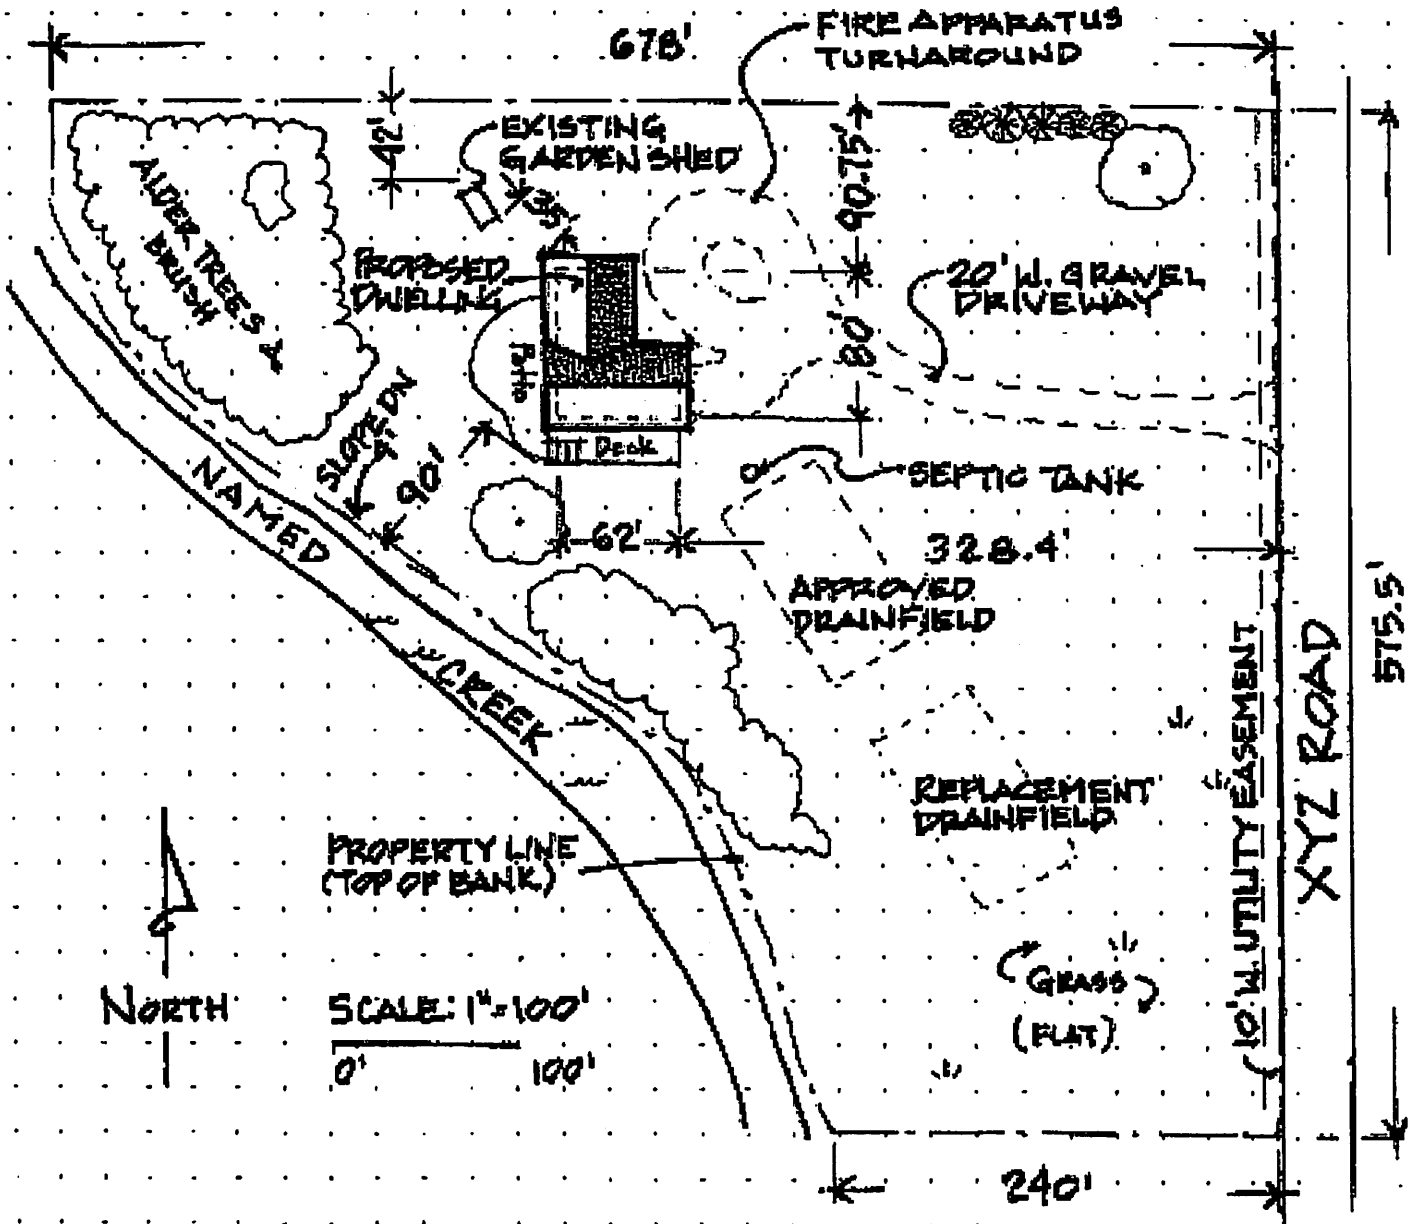 678'
FIRE APPARATUS
TURNAROUND
42'
EXISTING
GARDEN SHED
35'
90.75'
ALDER TREES &
BRUSH
PROPOSED
DWELLING
20' W. GRAVEL
DRIVEWAY
80'
Patio
SLOPE DN
90'
Deck
SEPTIC TANK
62'
328.4'
APPROVED
DRAINFIELD
575.5'
NAMED
CREEK
10' W. UTILITY EASEMENT
XYZ ROAD
REPLACEMENT
DRAINFIELD
PROPERTY LINE
(TOP OF BANK)
NORTH
SCALE: 1"=100'
0'
100'
GRASS
(FLAT)
240'